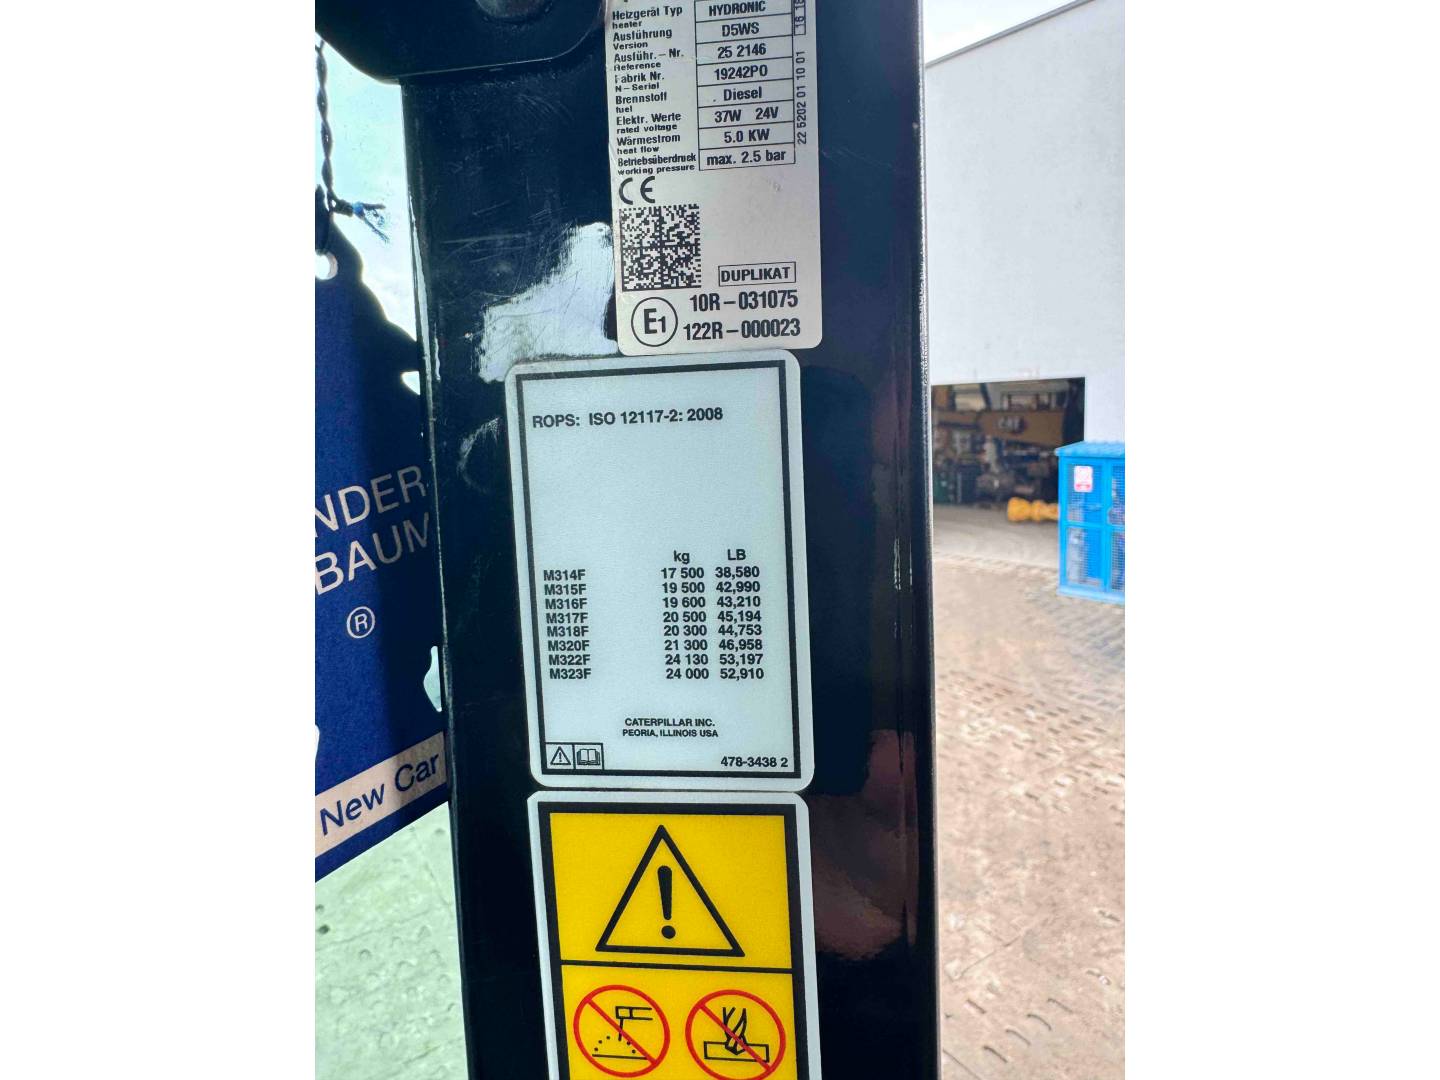 Heizgerät Typ HYDRONIC
heater
Ausführung D5WS
Version
Ausführ.-Nr. 25 2146
Reference
Fabrik Nr. 19242PO
N-Serial
Brennstoff Diesel
fuel
Elektr. Werte 37W 24V
rated voltage
Wärmestrom 5.0 KW
heat flow
Betriebsüberdruck max. 2.5 bar
working pressure
22 5202 01 10 01
CE
DUPLIKAT
E1
10R-031075
122R-000023
ROPS: ISO 12117-2: 2008
kg LB
M314F 17 500 38,580
M315F 19 500 42,990
M316F 19 600 43,210
M317F 20 500 45,194
M318F 20 300 44,753
M320F 21 300 46,958
M322F 24 130 53,197
M323F 24 000 52,910
CATERPILLAR INC.
PEORIA, ILLINOIS USA
478-3438 2
NDER
BAUM
®
New Car
CAT